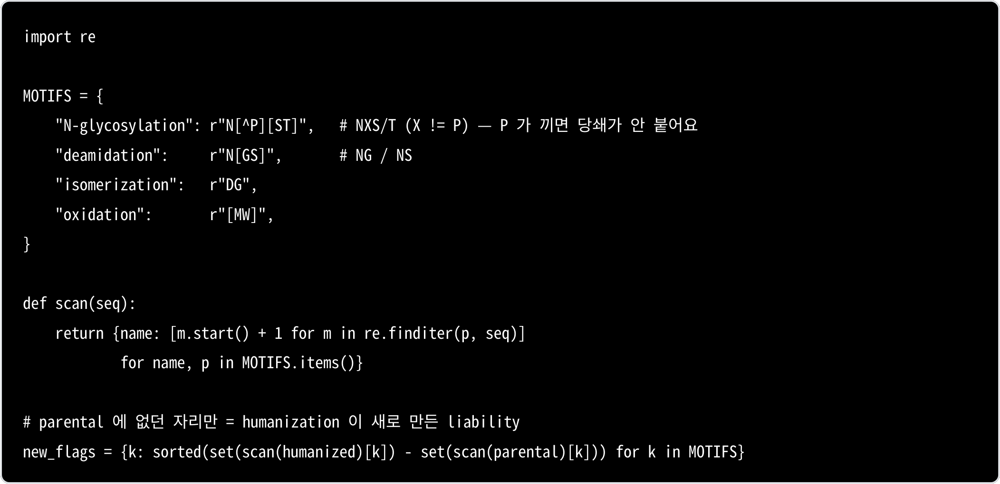 import re

MOTIFS = {
    "N-glycosylation": r"N[^P][ST]",   # NXS/T (X != P) — P 가 끼면 당쇄가 안 붙어요
    "deamidation":     r"N[GS]",       # NG / NS
    "isomerization":   r"DG",
    "oxidation":       r"[MW]",
}

def scan(seq):
    return {name: [m.start() + 1 for m in re.finditer(p, seq)]
            for name, p in MOTIFS.items()}

# parental 에 없던 자리만 = humanization 이 새로 만든 liability
new_flags = {k: sorted(set(scan(humanized)[k]) - set(scan(parental)[k])) for k in MOTIFS}